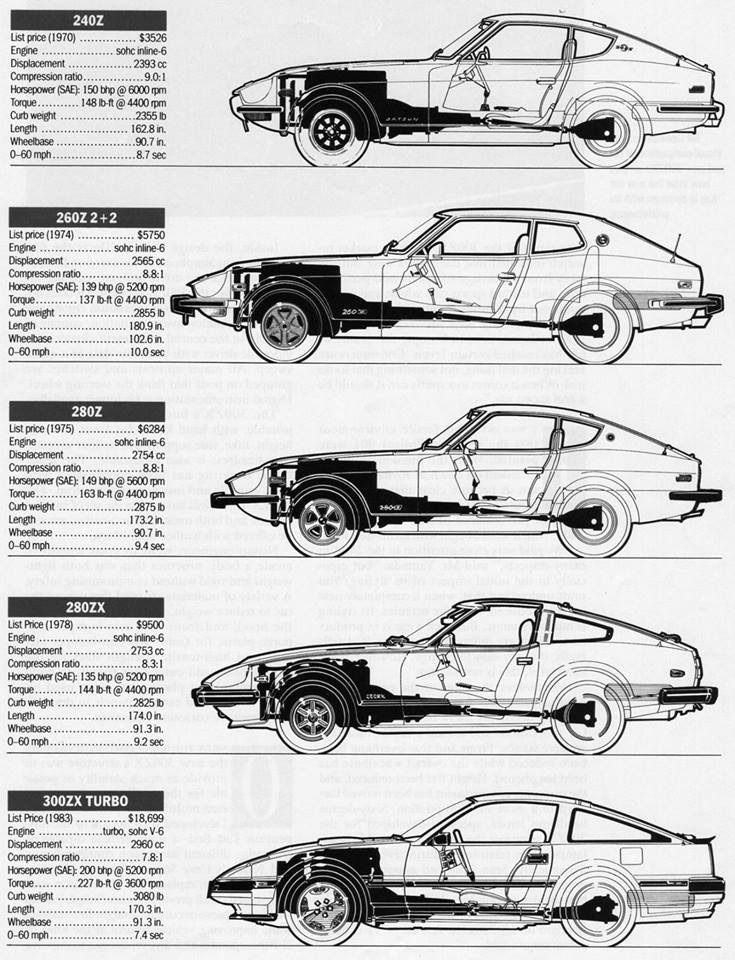 240Z
List price (1970) .................. $3526
Engine ........................ sohc inline-6
Displacement ................. 2393 cc
Compression ratio .............. 9.0:1
Horsepower (SAE): 150 bhp @ 6000 rpm
Torque ........ 148 lb-ft @ 4400 rpm
Curb weight .................... 2355 lb
Length ......................... 162.8 in.
Wheelbase ..................... 90.7 in.
0–60 mph ...................... 8.7 sec
DATSUN
260Z 2+2
List price (1974) .................. $5750
Engine ........................ sohc inline-6
Displacement ................. 2565 cc
Compression ratio .............. 8.8:1
Horsepower (SAE): 139 bhp @ 5200 rpm
Torque ........ 137 lb-ft @ 4400 rpm
Curb weight .................... 2855 lb
Length ......................... 180.9 in.
Wheelbase ................... 102.6 in.
0–60 mph ..................... 10.0 sec
260Z
280Z
List price (1975) .................. $6284
Engine ........................ sohc inline-6
Displacement ................. 2754 cc
Compression ratio .............. 8.8:1
Horsepower (SAE): 149 bhp @ 5600 rpm
Torque ........ 163 lb-ft @ 4400 rpm
Curb weight .................... 2875 lb
Length ......................... 173.2 in.
Wheelbase ..................... 90.7 in.
0–60 mph ...................... 9.4 sec
280Z
280ZX
List Price (1978) .................. $9500
Engine ........................ sohc inline-6
Displacement ................. 2753 cc
Compression ratio .............. 8.3:1
Horsepower (SAE): 135 bhp @ 5200 rpm
Torque ........ 144 lb-ft @ 4400 rpm
Curb weight .................... 2825 lb
Length ......................... 174.0 in.
Wheelbase ..................... 91.3 in.
0–60 mph ...................... 9.2 sec
300ZX TURBO
List Price (1983) ................ $18,699
Engine .................. turbo, sohc V-6
Displacement ................. 2960 cc
Compression ratio .............. 7.8:1
Horsepower (SAE): 200 bhp @ 5200 rpm
Torque ........ 227 lb-ft @ 3600 rpm
Curb weight .................... 3080 lb
Length ......................... 170.3 in.
Wheelbase ..................... 91.3 in.
0–60 mph ...................... 7.4 sec